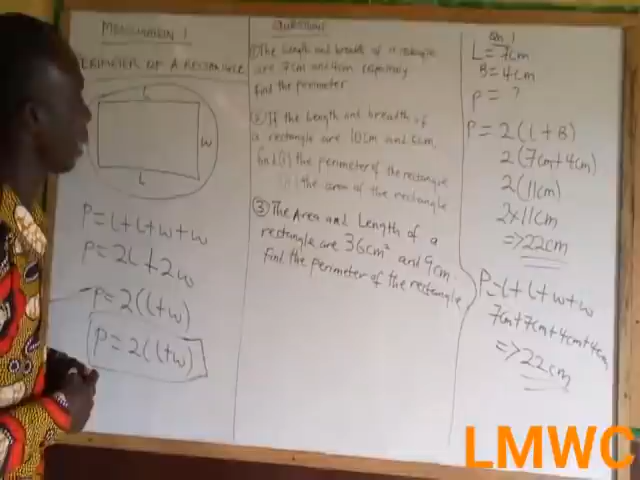 MENSURATION 1
PERIMETER OF A RECTANGLE
L
W
L
P = L + L + W + W
P = 2L + 2W
P = 2(L+W)
P = 2(L+W)
QUESTIONS
① The length and breadth of a rectangle
are 7cm and 4cm respectively
find the perimeter
② If the length and breadth of
a rectangle are 10cm and 6cm,
find (i) the perimeter of the rectangle
the area of the rectangle
③ The Area and Length of a
rectangle are 36cm² and 9cm.
Find the perimeter of the rectangle
Qn 1
L = 7cm
B = 4cm
P = ?
P = 2(L+B)
2(7cm+4cm)
2(11cm)
2x11cm
=> 22cm
P = L + L + W + W
7cm+7cm+4cm+4cm
=> 22cm
LMWC